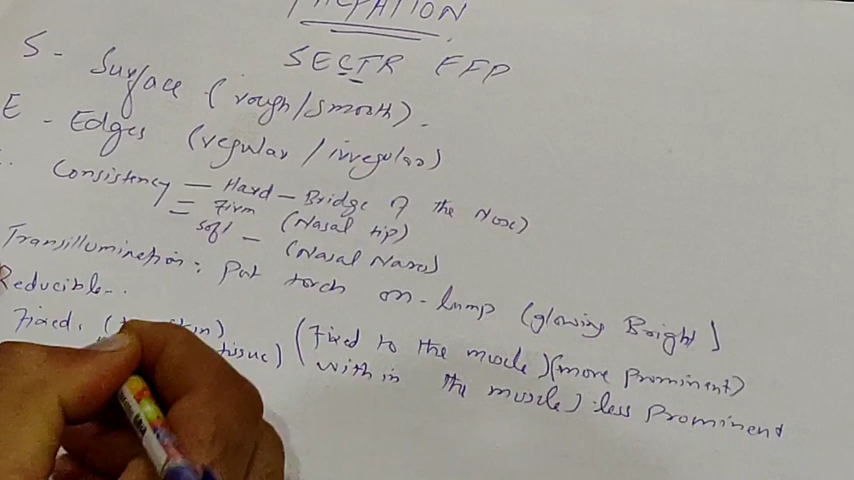 PALPATION
SECTR FFP
S - Surface (rough/smooth).
E - Edges (regular / irregular)
Consistency — Hard - Bridge of the Nose)
= Firm (Nasal tip)
soft - (Nasal Nares)
Transillumination: put torch on lump (glowing Bright)
Reducible..
Fixed. skin) (Fixed to the muscle) (more prominent)
tissue) within the muscle) : less prominent